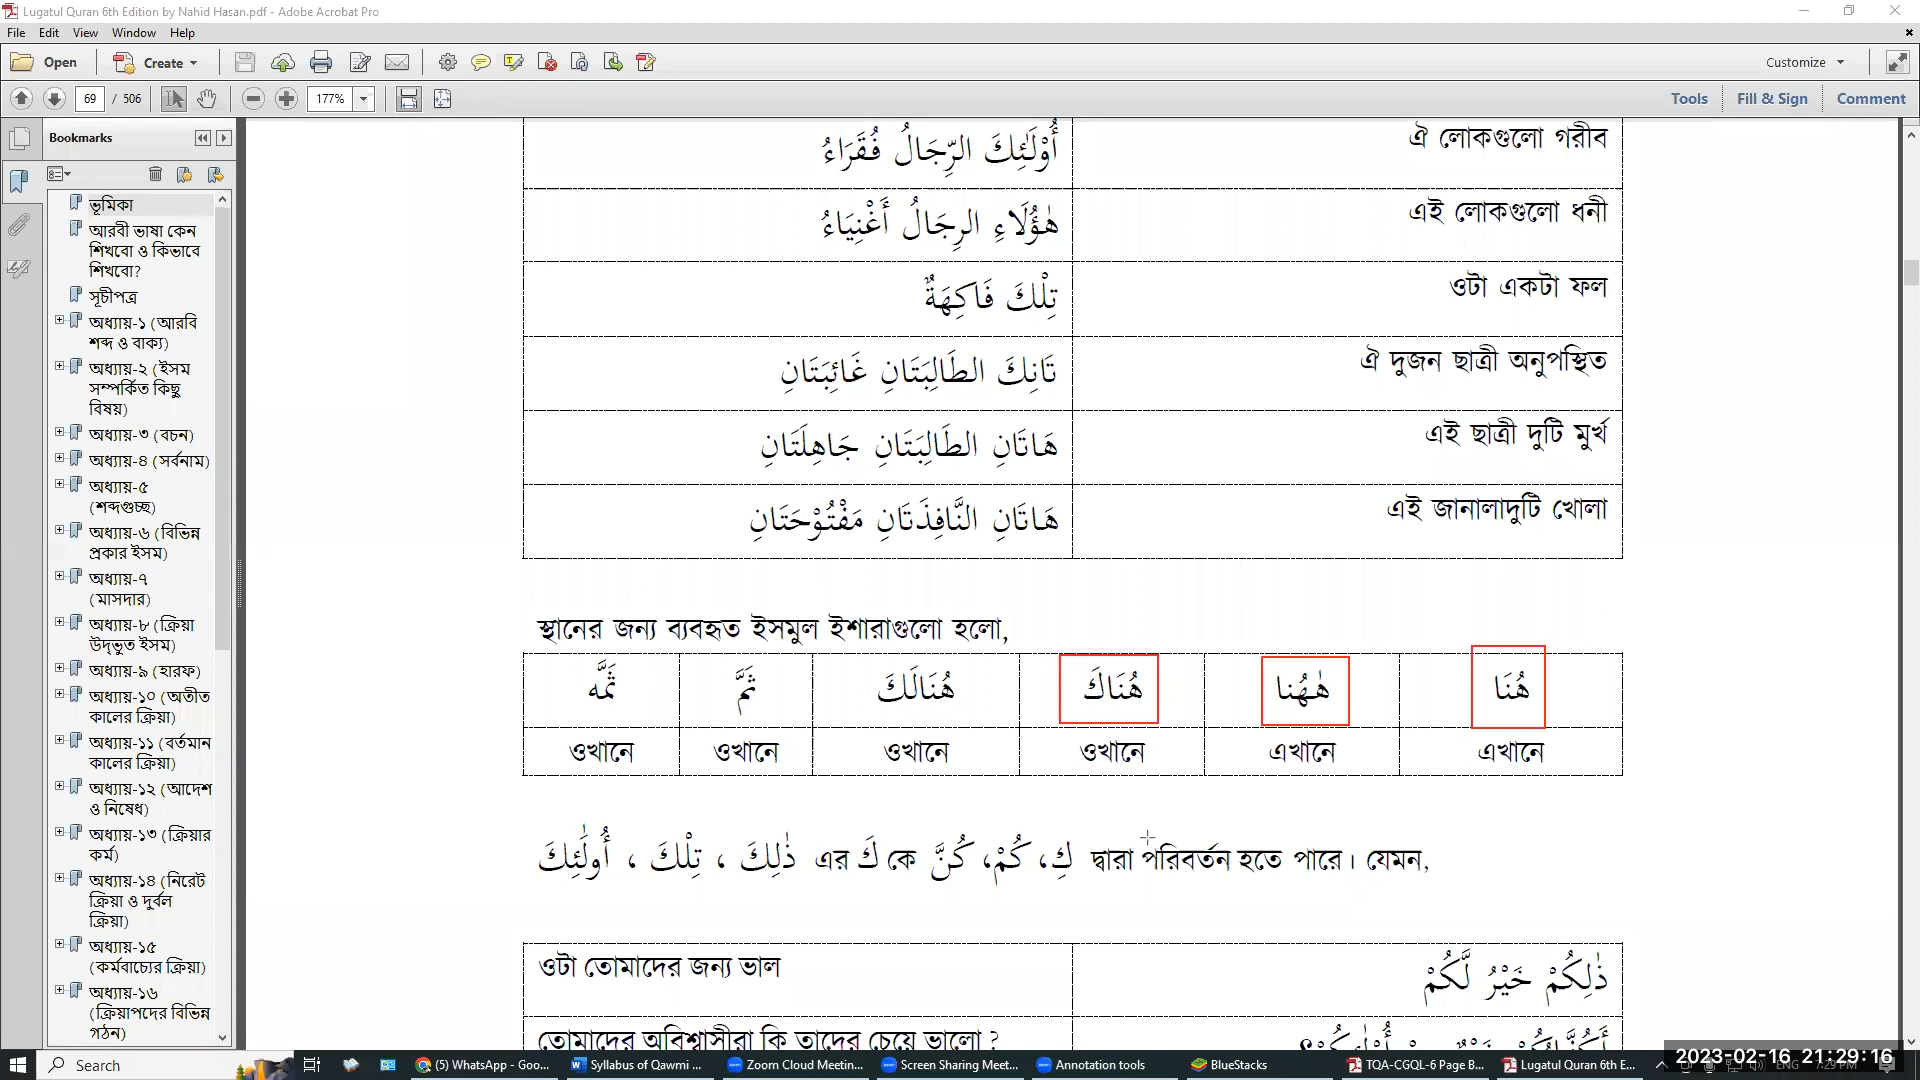 Lugatul Quran 6th Edition by Nahid Hasan.pdf - Adobe Acrobat Pro
File Edit View Window Help
Open Create Customize
69 / 506 177% Tools Fill & Sign Comment
Bookmarks
ভূমিকা
আরবী ভাষা কেন
শিখবো ও কিভাবে
শিখবো?
সূচীপত্র
অধ্যায়-১ (আরবি
শব্দ ও বাক্য)
অধ্যায়-২ (ইসম
সম্পর্কিত কিছু
বিষয়)
অধ্যায়-৩ (বচন)
অধ্যায়-৪ (সর্বনাম)
অধ্যায়-৫
(শব্দগুচ্ছ)
অধ্যায়-৬ (বিভিন্ন
প্রকার ইসম)
অধ্যায়-৭
(মাসদার)
অধ্যায়-৮ (ক্রিয়া
উদ্ভুত ইসম)
অধ্যায়-৯ (হারফ)
অধ্যায়-১০ (অতীত
কালের ক্রিয়া)
অধ্যায়-১১ (বর্তমান
কালের ক্রিয়া)
অধ্যায়-১২ (আদেশ
ও নিষেধ)
অধ্যায়-১৩ (ক্রিয়ার
কর্ম)
অধ্যায়-১৪ (নিরেট
ক্রিয়া ও দুর্বল
ক্রিয়া)
অধ্যায়-১৫
(কর্মবাচ্যের ক্রিয়া)
অধ্যায়-১৬
(ক্রিয়াপদের বিভিন্ন
গঠন)
أُوْلَٰئِكَ الرِّجَالُ فُقَرَاءُ ঐ লোকগুলো গরীব
هٰؤُلَاءِ الرِجَالُ أَغْنِيَاءُ এই লোকগুলো ধনী
تِلْكَ فَاكِهَةٌ ওটা একটা ফল
تَانِكَ الطَالِبَتَانِ غَائِبَتَانِ ঐ দুজন ছাত্রী অনুপস্থিত
هَاتَانِ الطَالِبَتَانِ جَاهِلَتَانِ এই ছাত্রী দুটি মুর্খ
هَاتَانِ النَّافِذَتَانِ مَفْتُوْحَتَانِ এই জানালাদুটি খোলা
স্থানের জন্য ব্যবহৃত ইসমুল ইশারাগুলো হলো,
ثَمَّه ثَمَّ هُنَالَكَ هُنَاكَ هٰهُنا هُنَا
ওখানে ওখানে ওখানে ওখানে এখানে এখানে
ذٰلِكَ ، تِلْكَ ، أُولَٰئِكَ এর كَ কে كِ، كُمْ، كُنَّ দ্বারা পরিবর্তন হতে পারে। যেমন,
ওটা তোমাদের জন্য ভাল ذٰلِكُمْ خَيْرُ لَّكُمْ
তোমাদের অবিশ্বাসীরা কি তাদের চেয়ে ভালো ?
Search (5) WhatsApp - Goo... Syllabus of Qawmi ... Zoom Cloud Meetin... Screen Sharing Meet... Annotation tools BlueStacks TQA-CGQL-6 Page B... Lugatul Quran 6th E...
2023-02-16 21:29:16